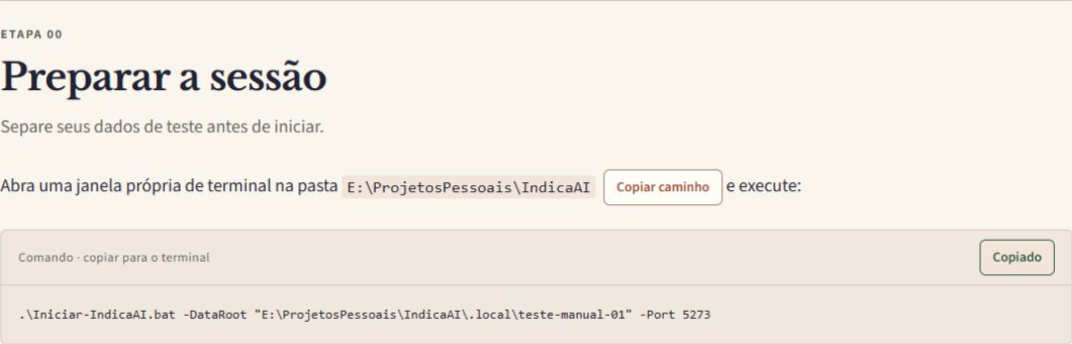 ETAPA 00
Preparar a sessão
Separe seus dados de teste antes de iniciar.
Abra uma janela própria de terminal na pasta E:\ProjetosPessoais\IndicaAI Copiar caminho e execute:
Comando · copiar para o terminal
Copiado
.\Iniciar-IndicaAI.bat -DataRoot "E:\ProjetosPessoais\IndicaAI\.local\teste-manual-01" -Port 5273